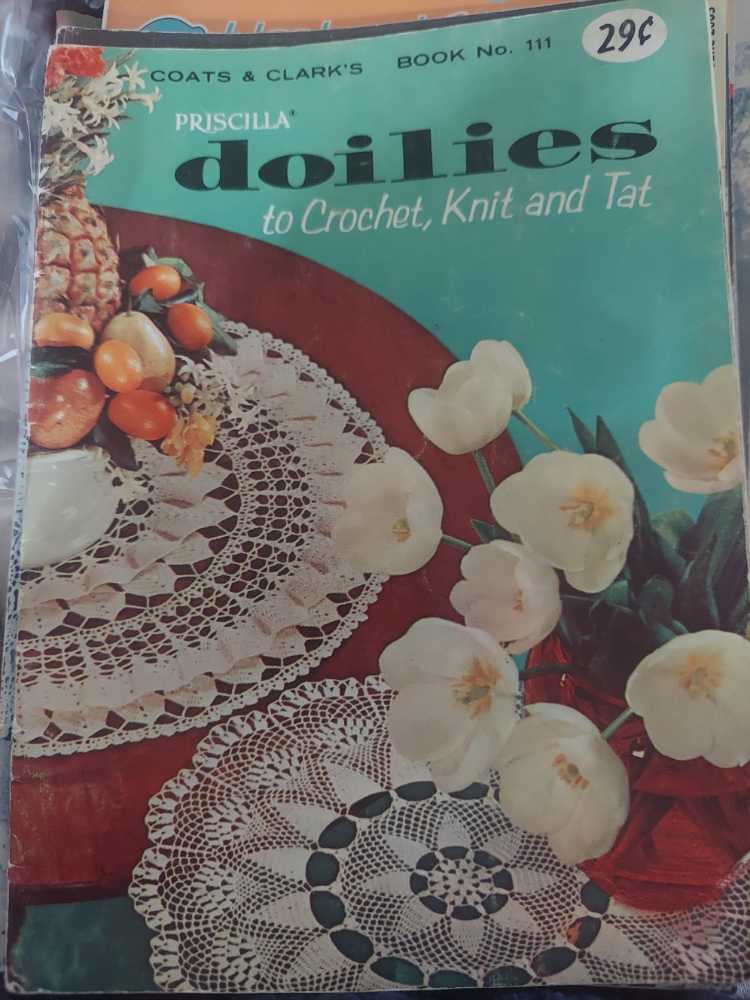 COATS & CLARK'S BOOK No. 111 29¢
PRISCILLA
doilies
to Crochet, Knit and Tat